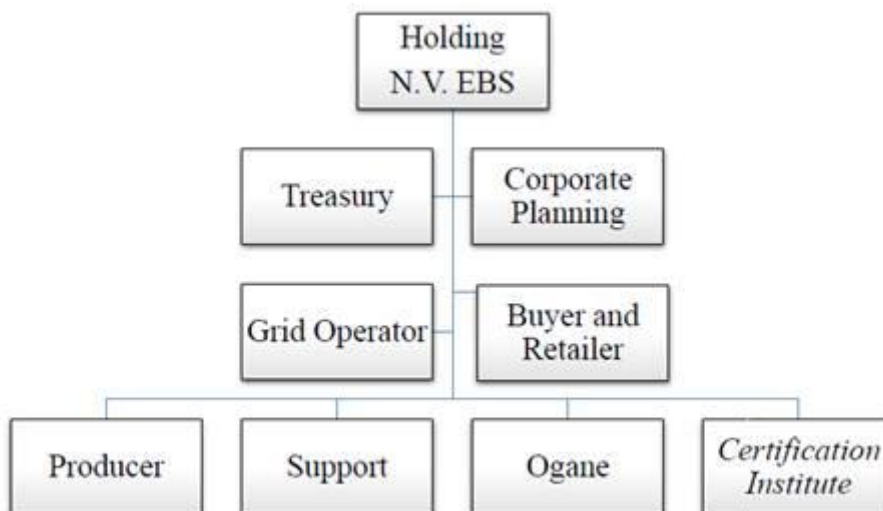 Holding
N.V. EBS
Treasury
Corporate
Planning
Grid Operator
Buyer and
Retailer
Producer
Support
Ogane
Certification
Institute